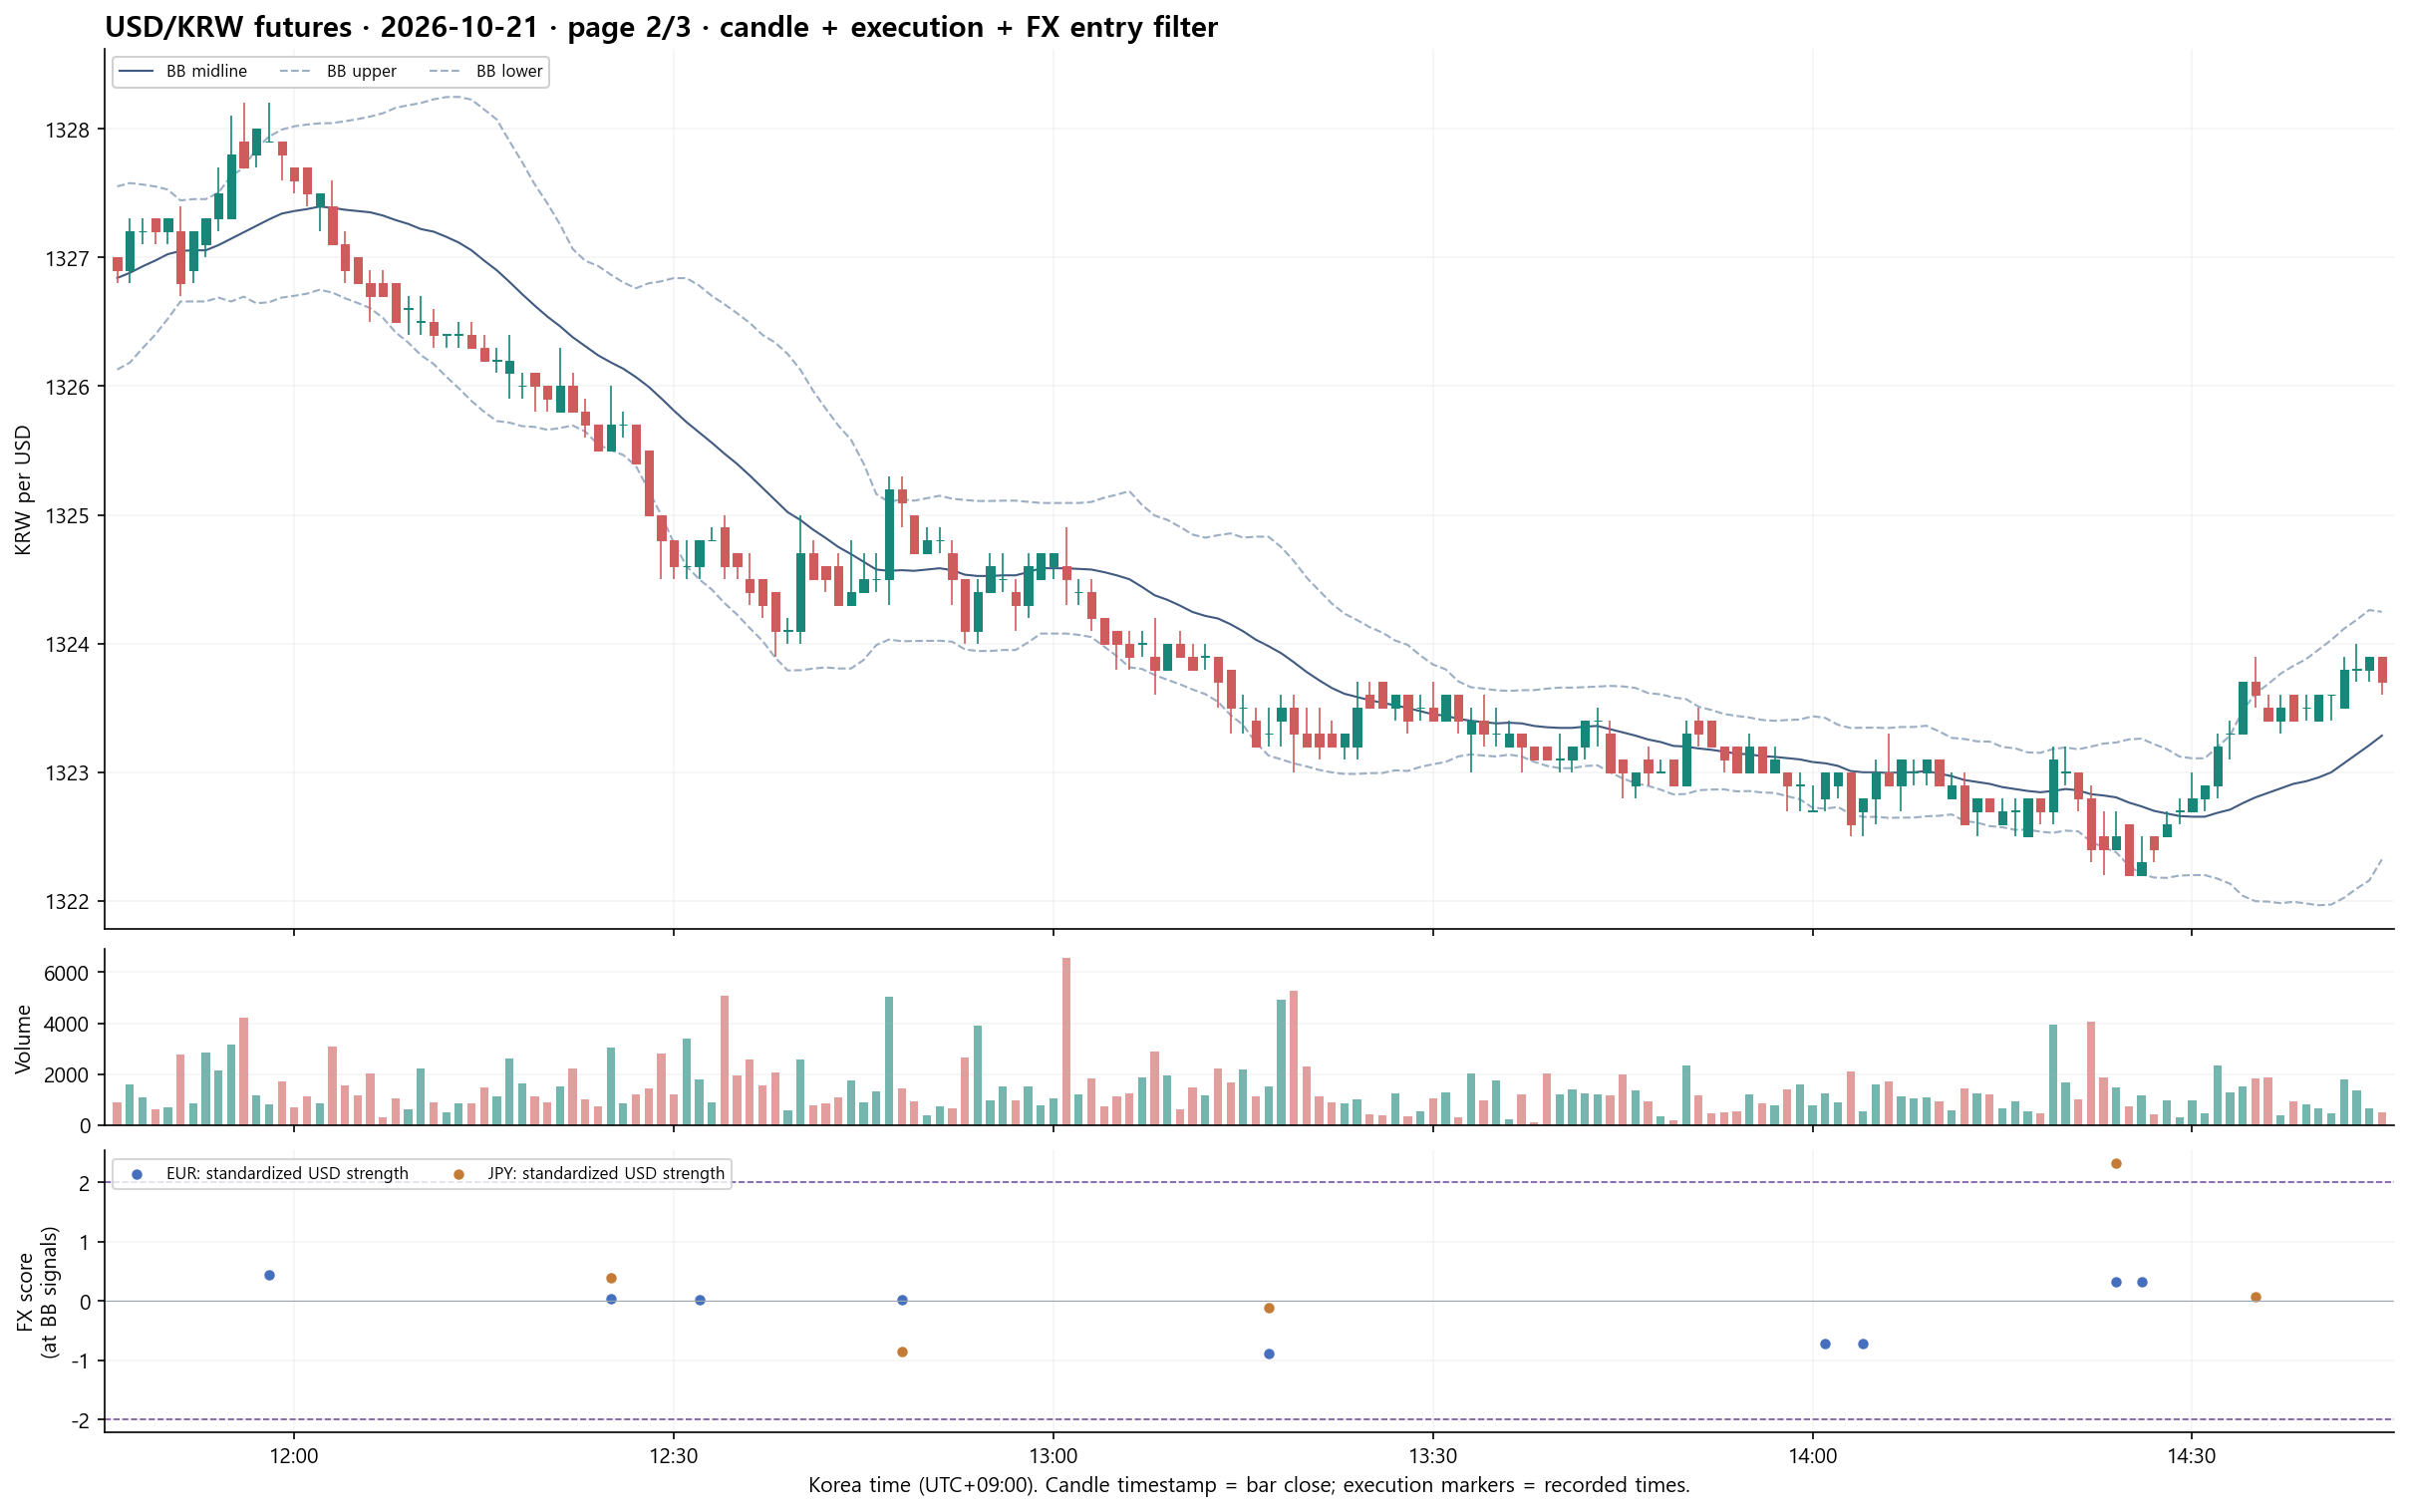 USD/KRW futures · 2026-10-21 · page 2/3 · candle + execution + FX entry filter
BB midline
BB upper
BB lower
KRW per USD
1328
1327
1326
1325
1324
1323
1322
Volume
6000
4000
2000
0
EUR: standardized USD strength
JPY: standardized USD strength
FX score
(at BB signals)
2
1
0
-1
-2
12:00
12:30
13:00
13:30
14:00
14:30
Korea time (UTC+09:00). Candle timestamp = bar close; execution markers = recorded times.